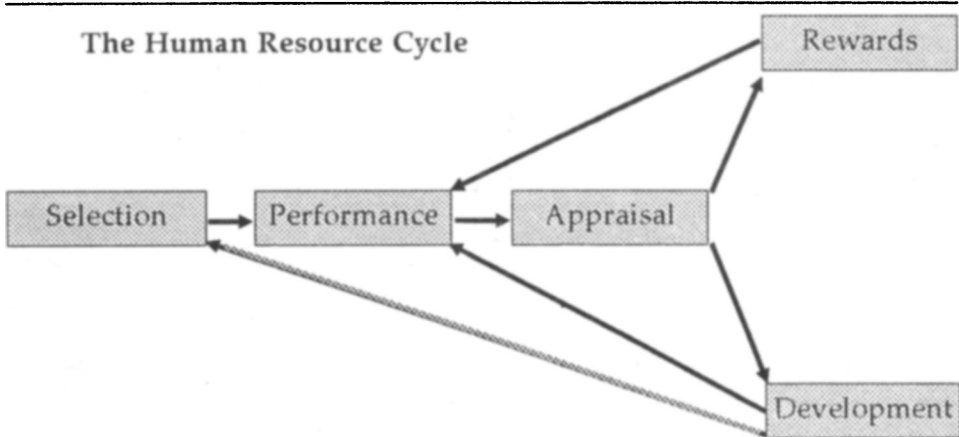 The Human Resource Cycle
Rewards
Selection
Performance
Appraisal
Development